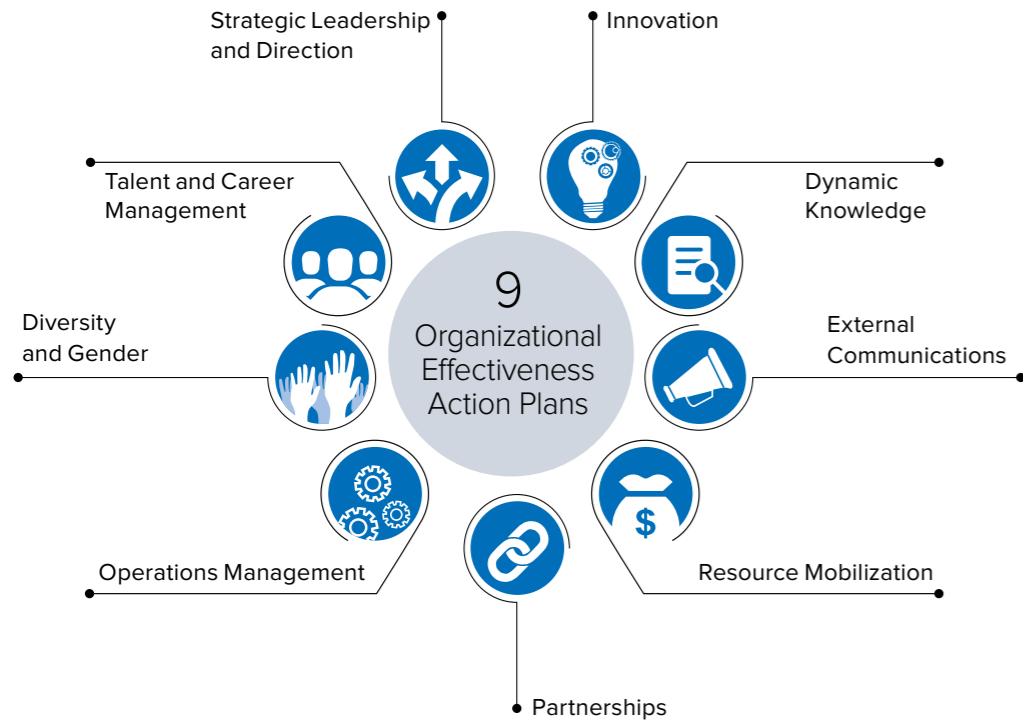 Strategic Leadership
and Direction
Innovation
Talent and Career
Management
Dynamic
Knowledge
9
Organizational
Effectiveness
Action Plans
Diversity
and Gender
External
Communications
$
Operations Management
Resource Mobilization
Partnerships